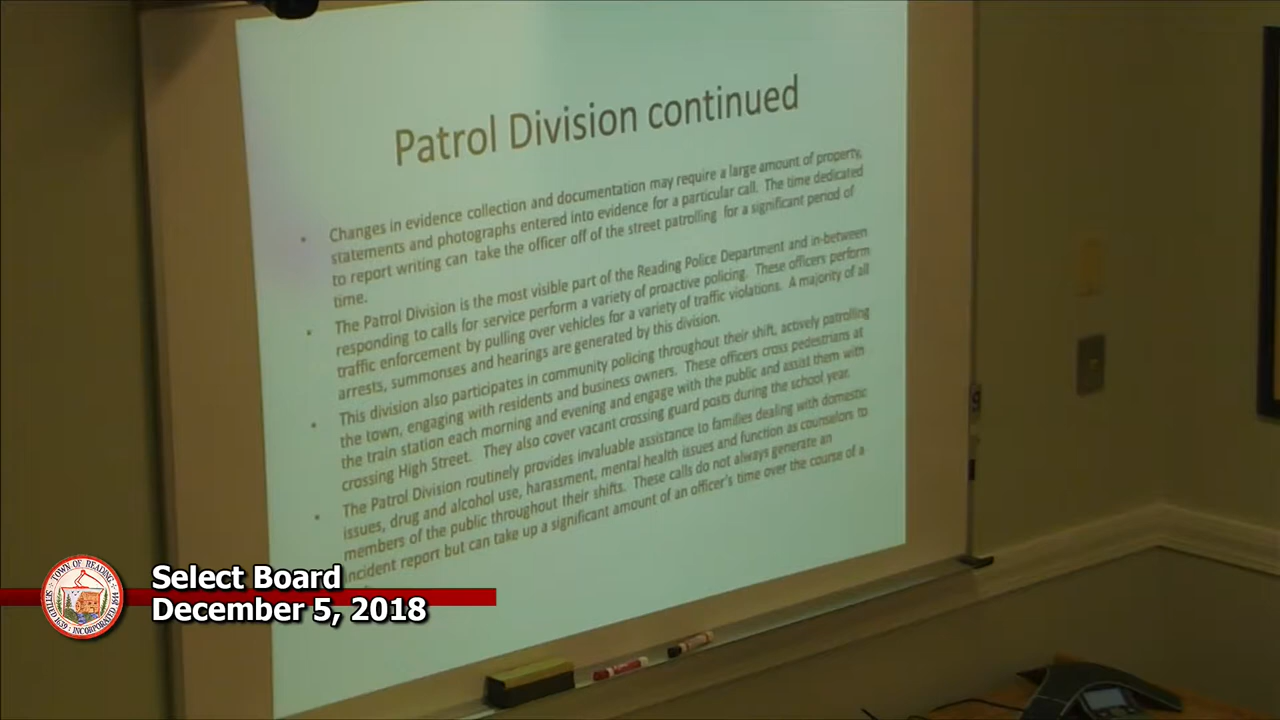 Patrol Division continued
• Changes in evidence collection and documentation may require a large amount of property,
statements and photographs entered into evidence for a particular call. The time dedicated
to report writing can take the officer off of the street patrolling for a significant period of
time.
• The Patrol Division is the most visible part of the Reading Police Department and in-between
responding to calls for service perform a variety of proactive policing. These officers perform
traffic enforcement by pulling over vehicles for a variety of traffic violations. A majority of all
arrests, summonses and hearings are generated by this division.
• This division also participates in community policing throughout their shift, actively patrolling
the town, engaging with residents and business owners. These officers cross pedestrians at
the train station each morning and evening and engage with the public and assist them with
crossing High Street. They also cover vacant crossing guard posts during the school year.
• The Patrol Division routinely provides invaluable assistance to families dealing with domestic
issues, drug and alcohol use, harassment, mental health issues and function as counselors to
members of the public throughout their shifts. These calls do not always generate an
incident report but can take up a significant amount of an officer's time over the course of a
TOWN OF READING
SETTLED 1639 INCORPORATED 1644
Select Board
December 5, 2018